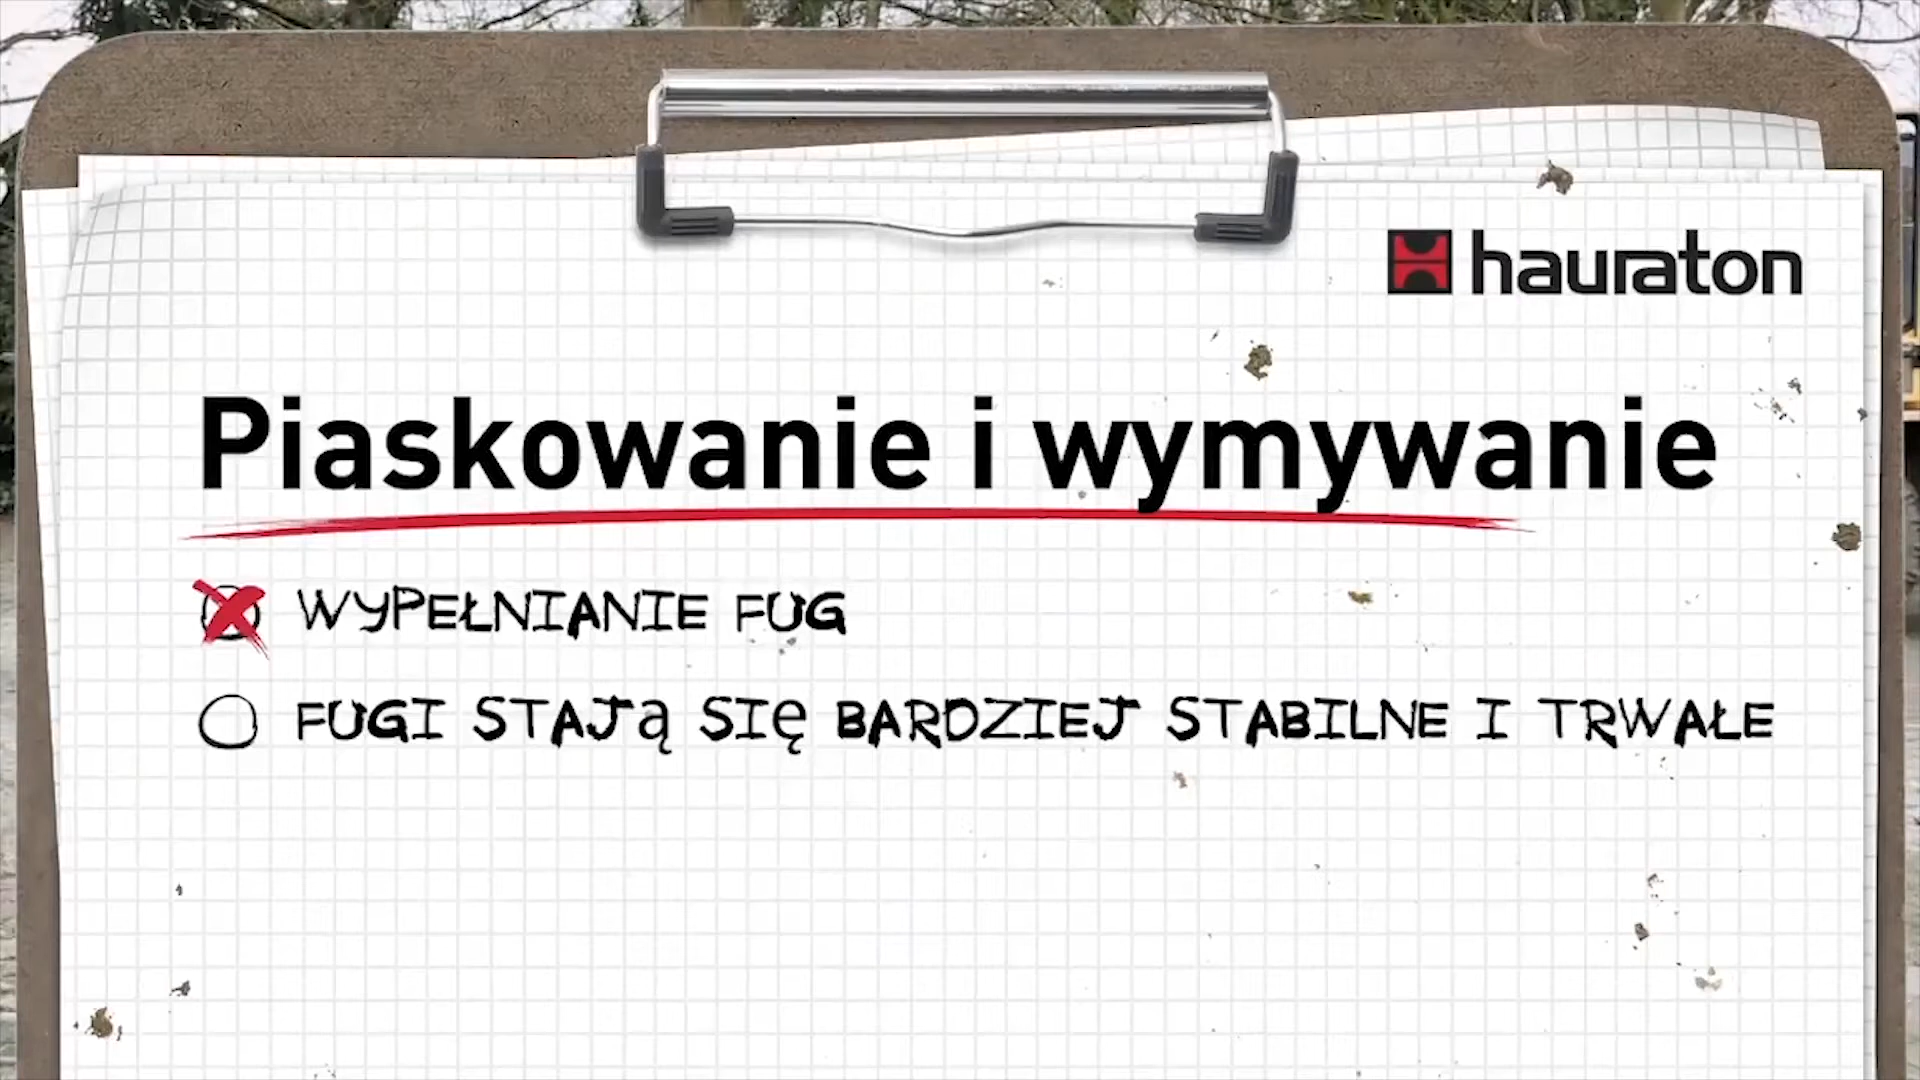 hauraton
Piaskowanie i wymywanie
WYPEŁNIANIE FUG
FUGI STAJą SIę BARDZIEJ STABILNE I TRWAŁE